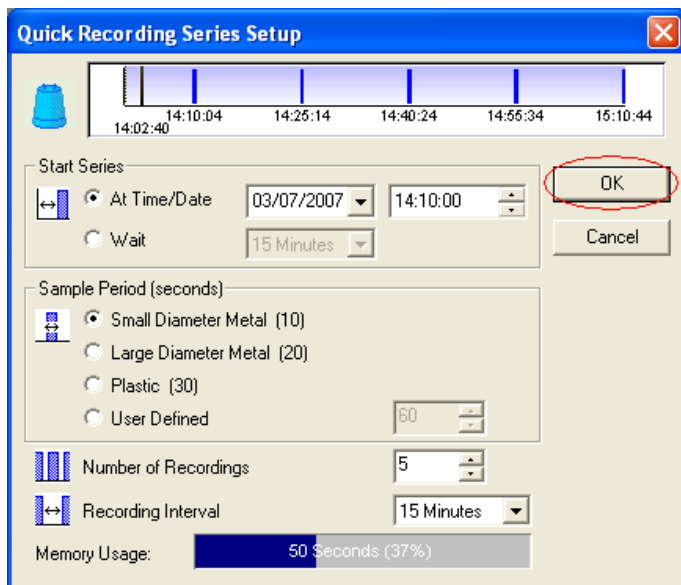 Quick Recording Series Setup
14:10:04 14:25:14 14:40:24 14:55:34 15:10:44
14:02:40
Start Series
At Time/Date 03/07/2007 14:10:00
OK
Wait 15 Minutes
Cancel
Sample Period (seconds)
Small Diameter Metal (10)
Large Diameter Metal (20)
Plastic (30)
User Defined 60
Number of Recordings 5
Recording Interval 15 Minutes
Memory Usage: 50 Seconds (37%)